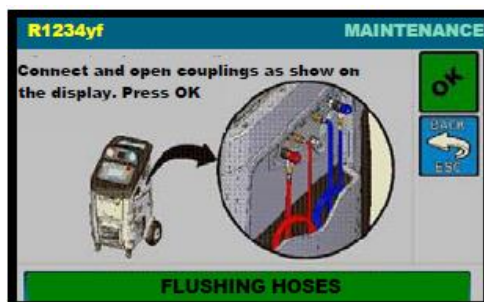 R1234yf MAINTENANCE
Connect and open couplings as show on
the display. Press OK
OK
BACK
ESC
FLUSHING HOSES